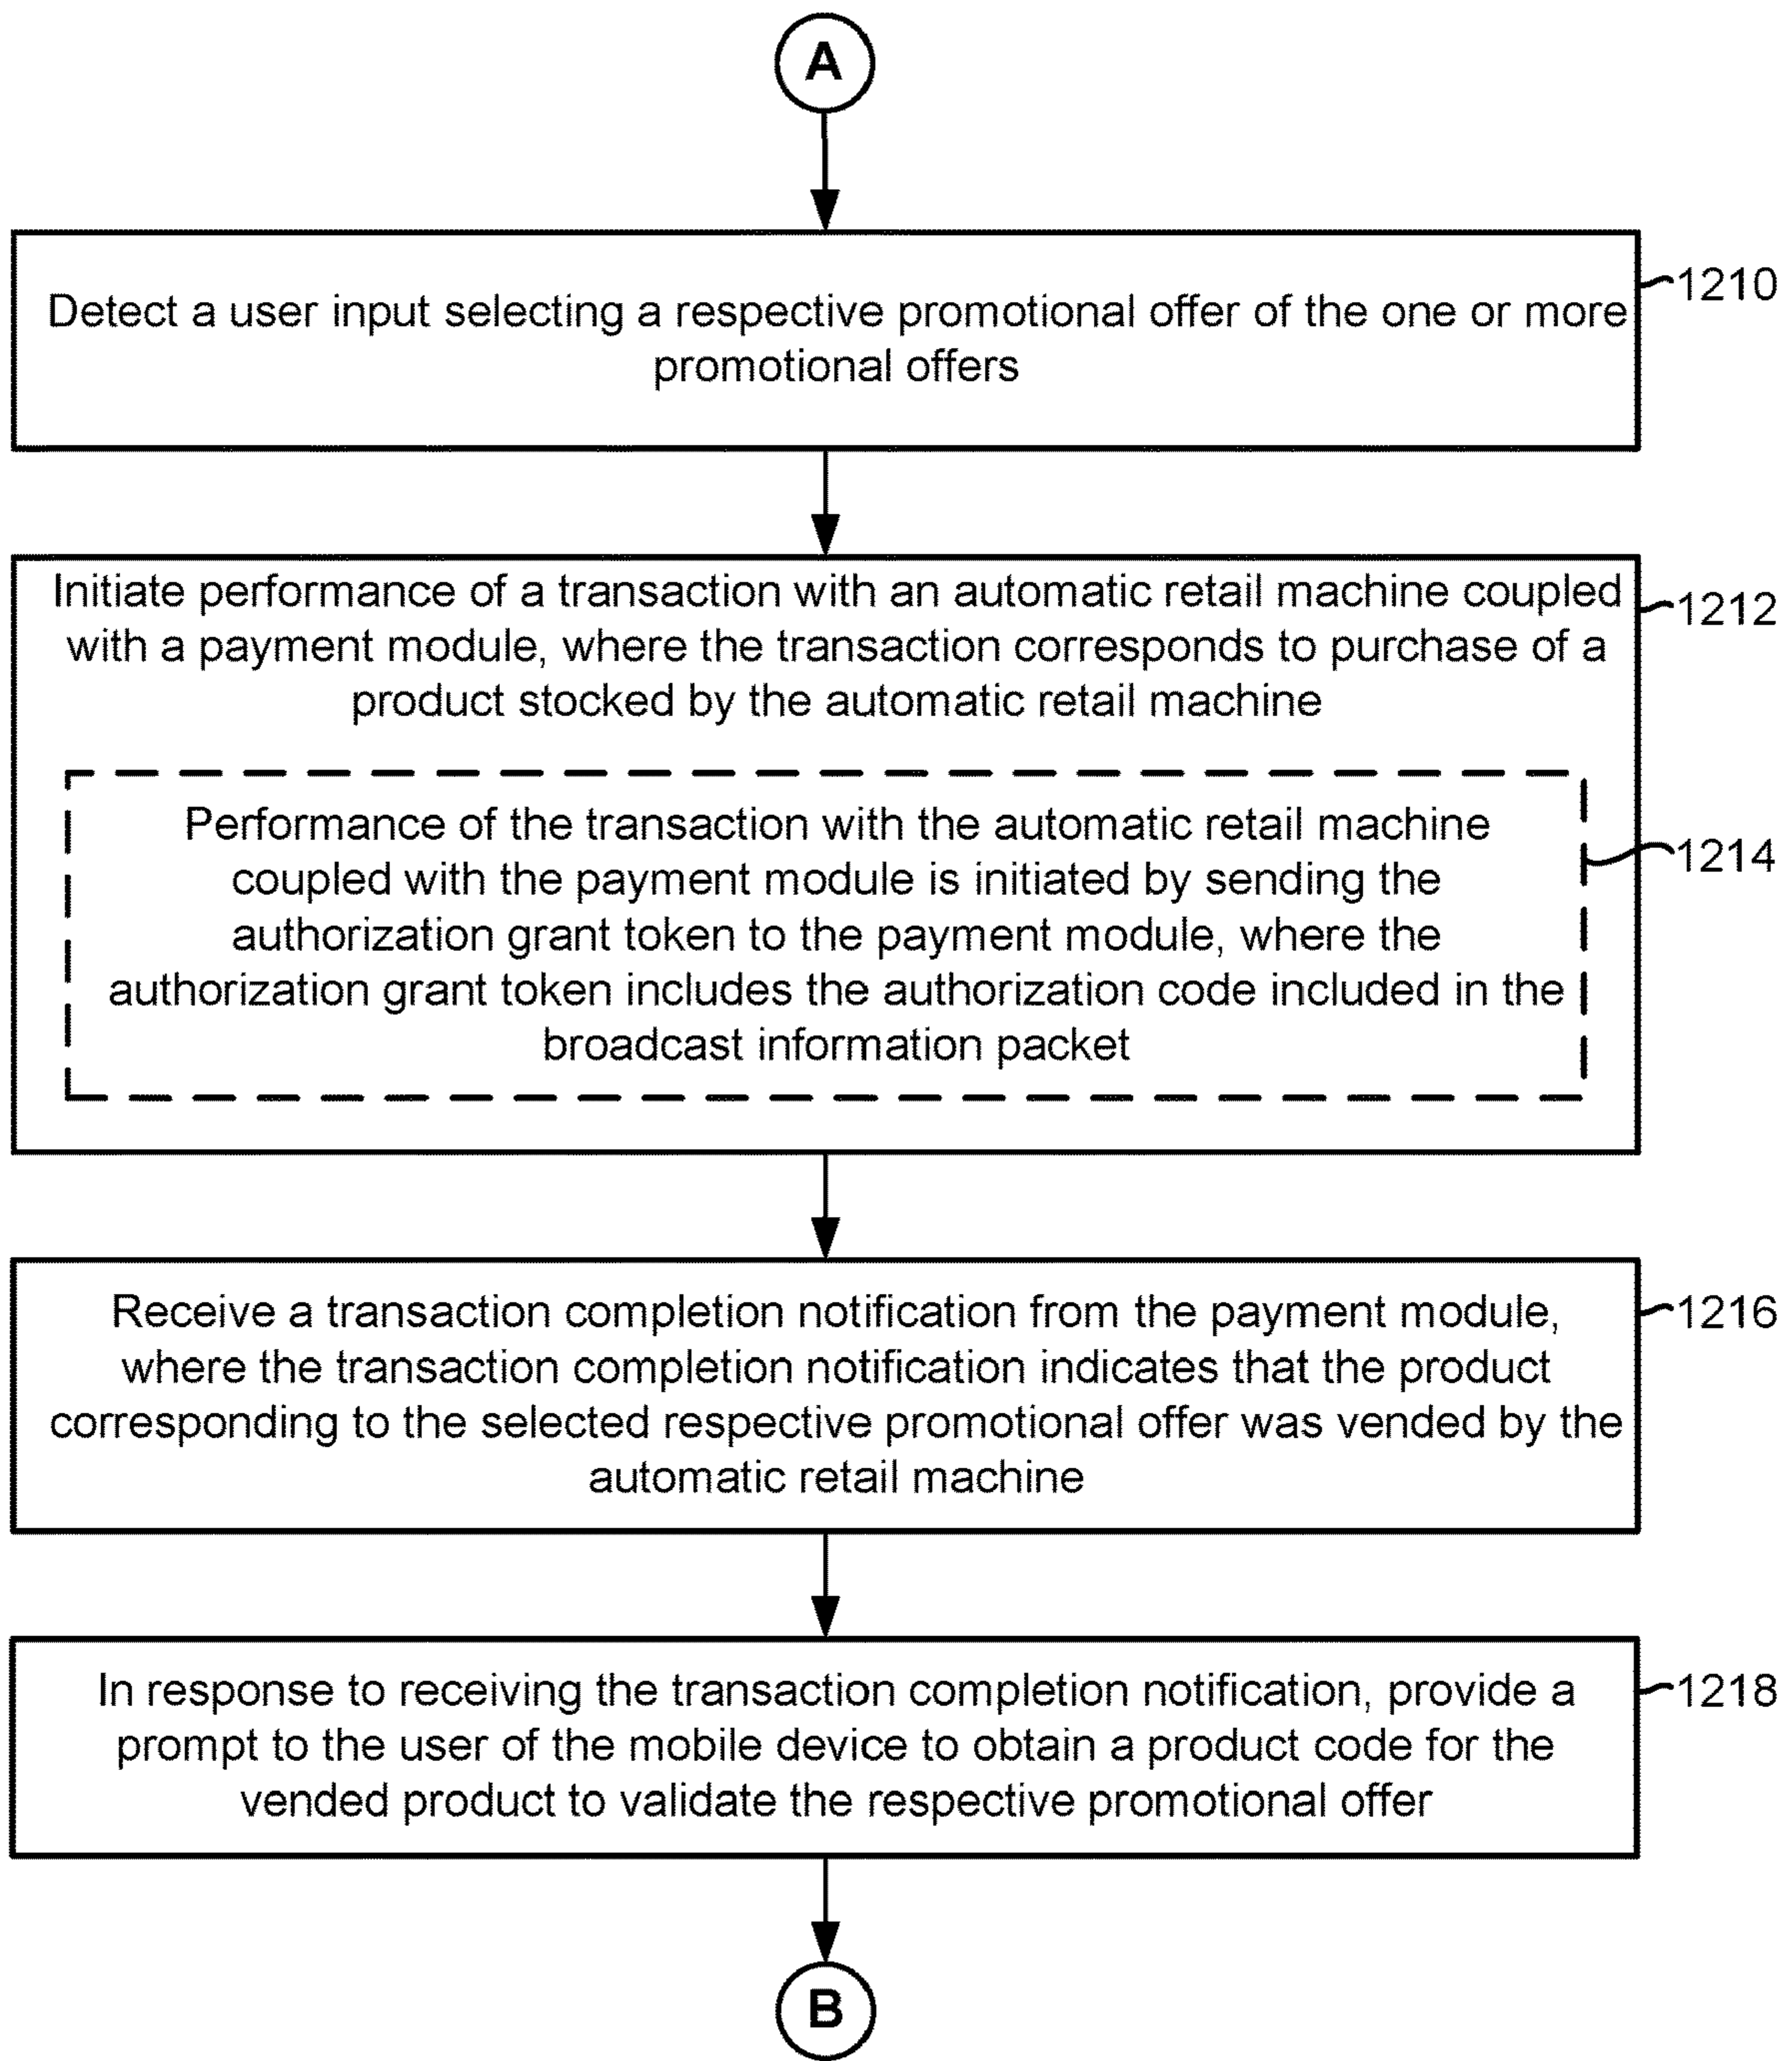 A
Detect a user input selecting a respective promotional offer of the one or more
promotional offers
1210
Initiate performance of a transaction with an automatic retail machine coupled
with a payment module, where the transaction corresponds to purchase of a
product stocked by the automatic retail machine
1212
Performance of the transaction with the automatic retail machine
coupled with the payment module is initiated by sending the
authorization grant token to the payment module, where the
authorization grant token includes the authorization code included in the
broadcast information packet
1214
Receive a transaction completion notification from the payment module,
where the transaction completion notification indicates that the product
corresponding to the selected respective promotional offer was vended by the
automatic retail machine
1216
In response to receiving the transaction completion notification, provide a
prompt to the user of the mobile device to obtain a product code for the
vended product to validate the respective promotional offer
1218
B